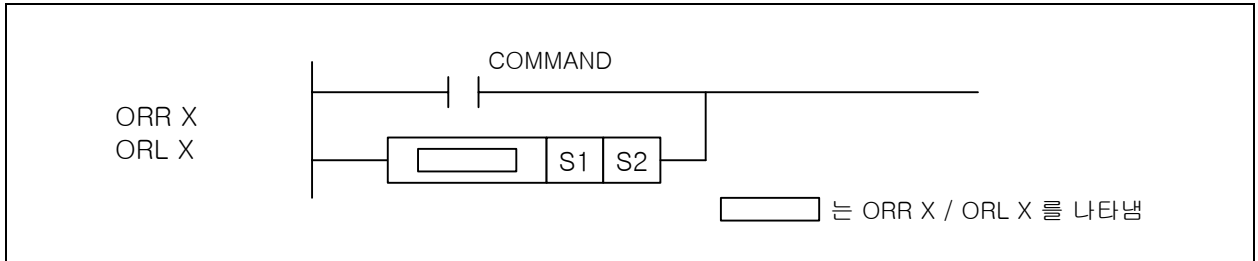 COMMAND
ORR X
ORL X
S1 S2
는 ORR X / ORL X 를 나타냄